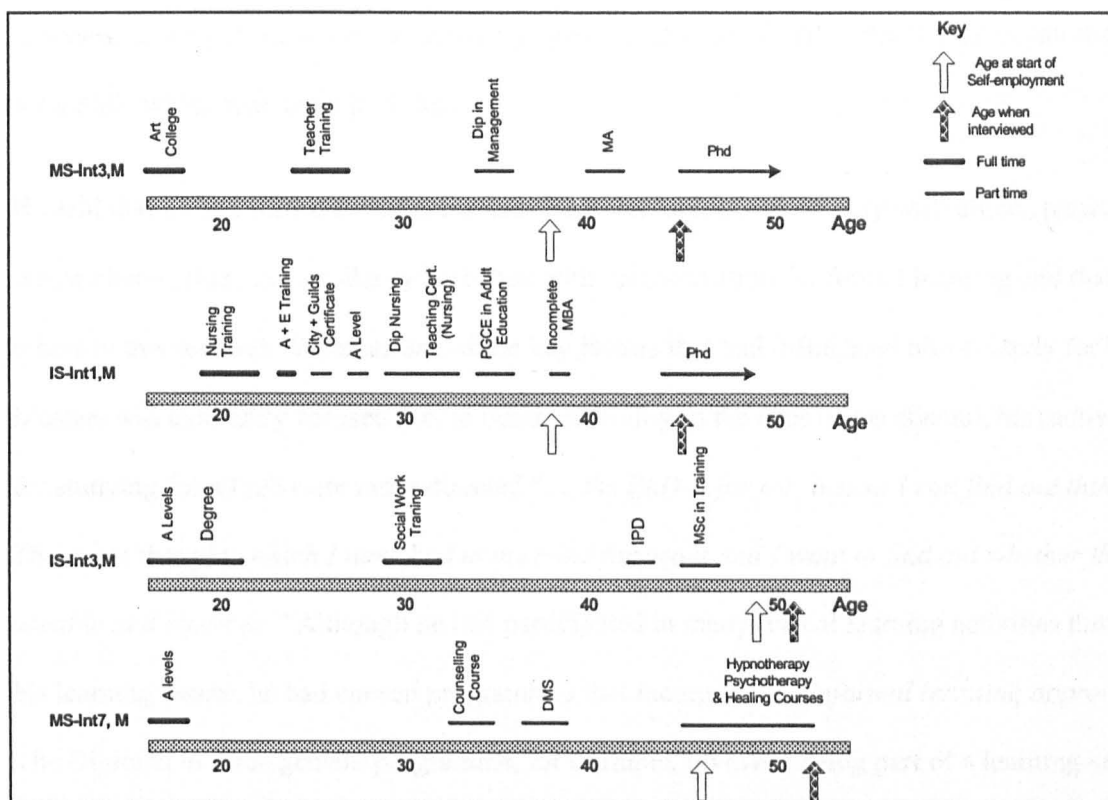 Key
Age at start of
Self-employment
Age when
interviewed
Full time
Part time
MS-Int3,M
Art
College
Teacher
Training
Dip in
Management
MA
Phd
20 30 40 50 Age
IS-Int1,M
Nursing
Training
A + E Training
City + Guilds
Certificate
A Level
Dip Nursing
Teaching Cert.
(Nursing)
PGCE in Adult
Education
Incomplete
MBA
Phd
20 30 40 50 Age
IS-Int3,M
A Levels
Degree
Social Work
Traning
IPD
MSc in Training
20 30 40 50 Age
MS-Int7, M
A levels
Counselling
Course
DMS
Hypnotherapy
Psychotherapy
& Healing Courses